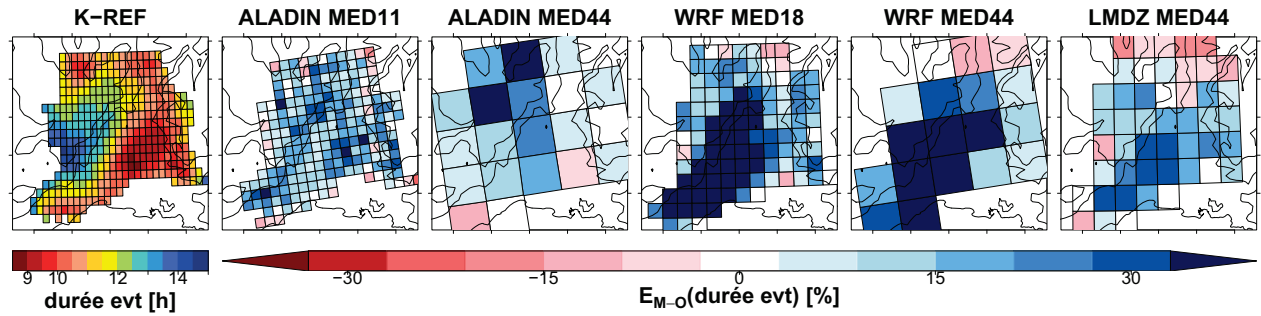 K−REF ALADIN MED11 ALADIN MED44 WRF MED18 WRF MED44 LMDZ MED44
9 10 12 14 −30 −15 0 15 30
durée evt [h] E_M−O(durée evt) [%]